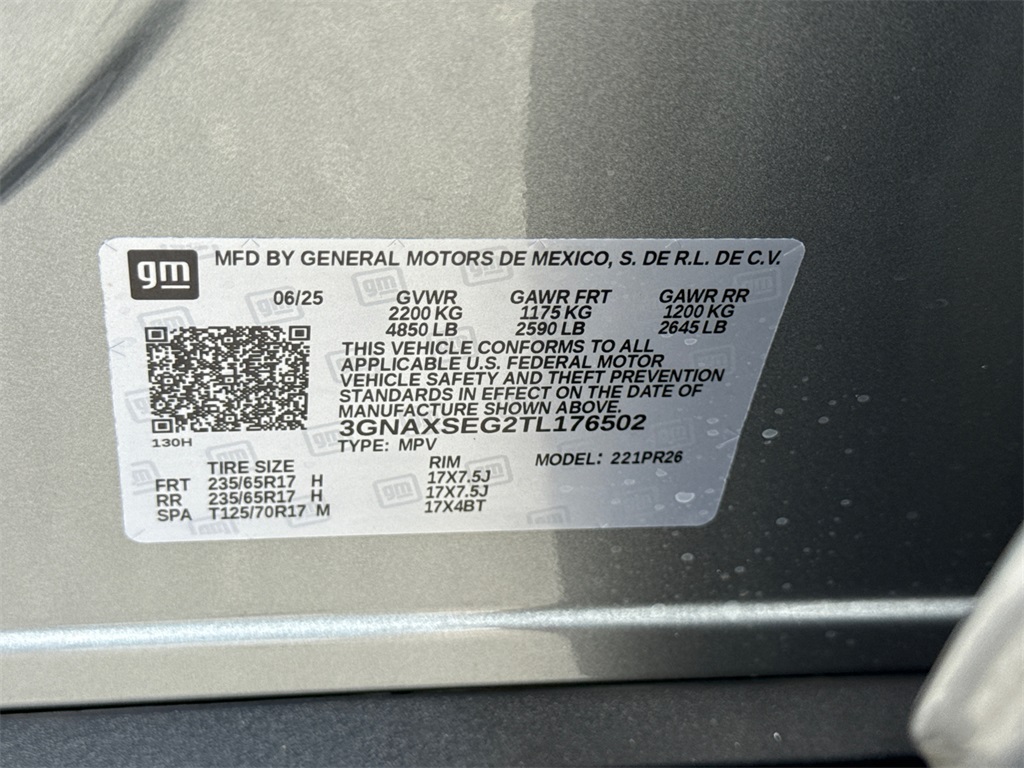 gm MFD BY GENERAL MOTORS DE MEXICO, S. DE R.L. DE C.V.
06/25 GVWR GAWR FRT GAWR RR
2200 KG 1175 KG 1200 KG
4850 LB 2590 LB 2645 LB
THIS VEHICLE CONFORMS TO ALL
APPLICABLE U.S. FEDERAL MOTOR
VEHICLE SAFETY AND THEFT PREVENTION
STANDARDS IN EFFECT ON THE DATE OF
MANUFACTURE SHOWN ABOVE.
3GNAXSEG2TL176502
130H
TYPE: MPV MODEL: 221PR26
TIRE SIZE RIM
FRT 235/65R17 H 17X7.5J
RR 235/65R17 H 17X7.5J
SPA T125/70R17 M 17X4BT